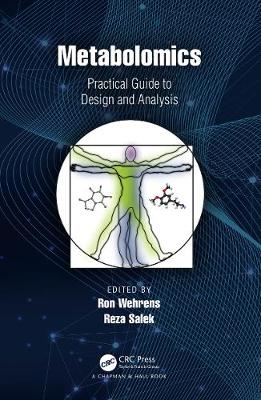 Metabolomics
Practical Guide to
Design and Analysis
EDITED BY
Ron Wehrens
Reza Salek
CRC Press
Taylor & Francis Group
A CHAPMAN & HALL BOOK